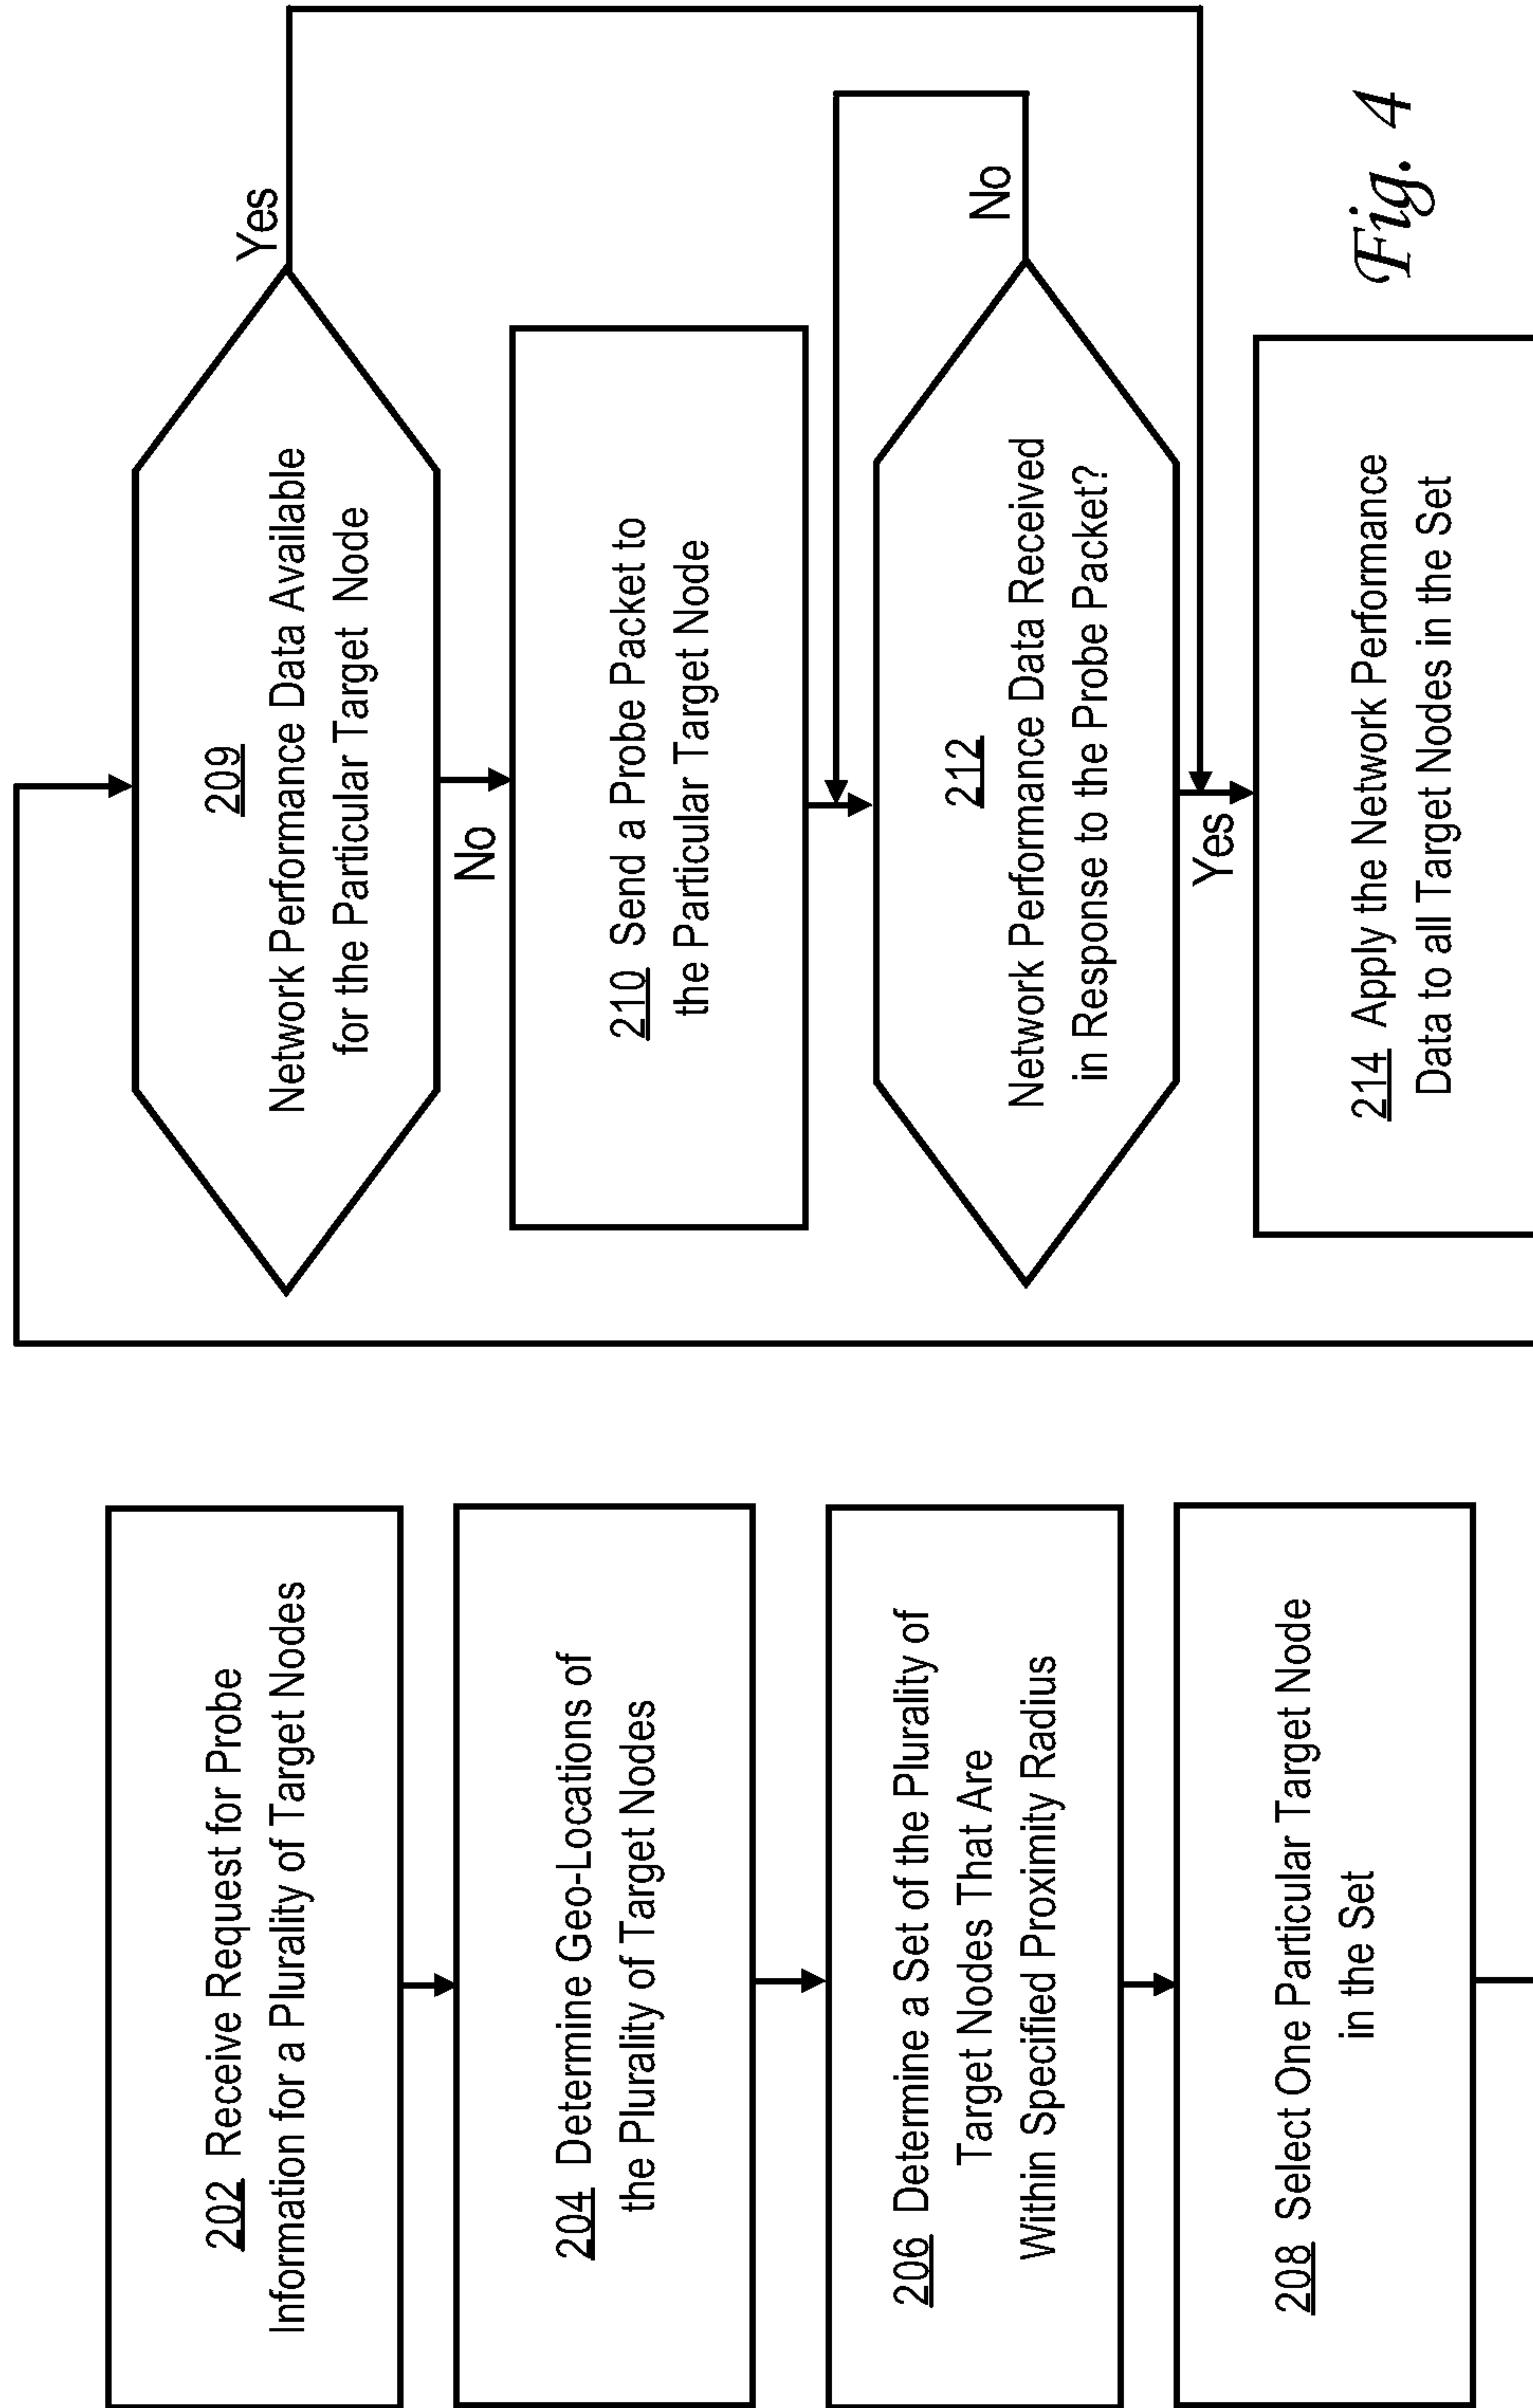 202 Receive Request for Probe
Information for a Plurality of Target Nodes
204 Determine Geo-Locations of
the Plurality of Target Nodes
206 Determine a Set of the Plurality of
Target Nodes That Are
Within Specified Proximity Radius
208 Select One Particular Target Node
in the Set
209
Network Performance Data Available
for the Particular Target Node
Yes
No
210 Send a Probe Packet to
the Particular Target Node
212
Network Performance Data Received
in Response to the Probe Packet?
No
Yes
214 Apply the Network Performance
Data to all Target Nodes in the Set
Fig. 4